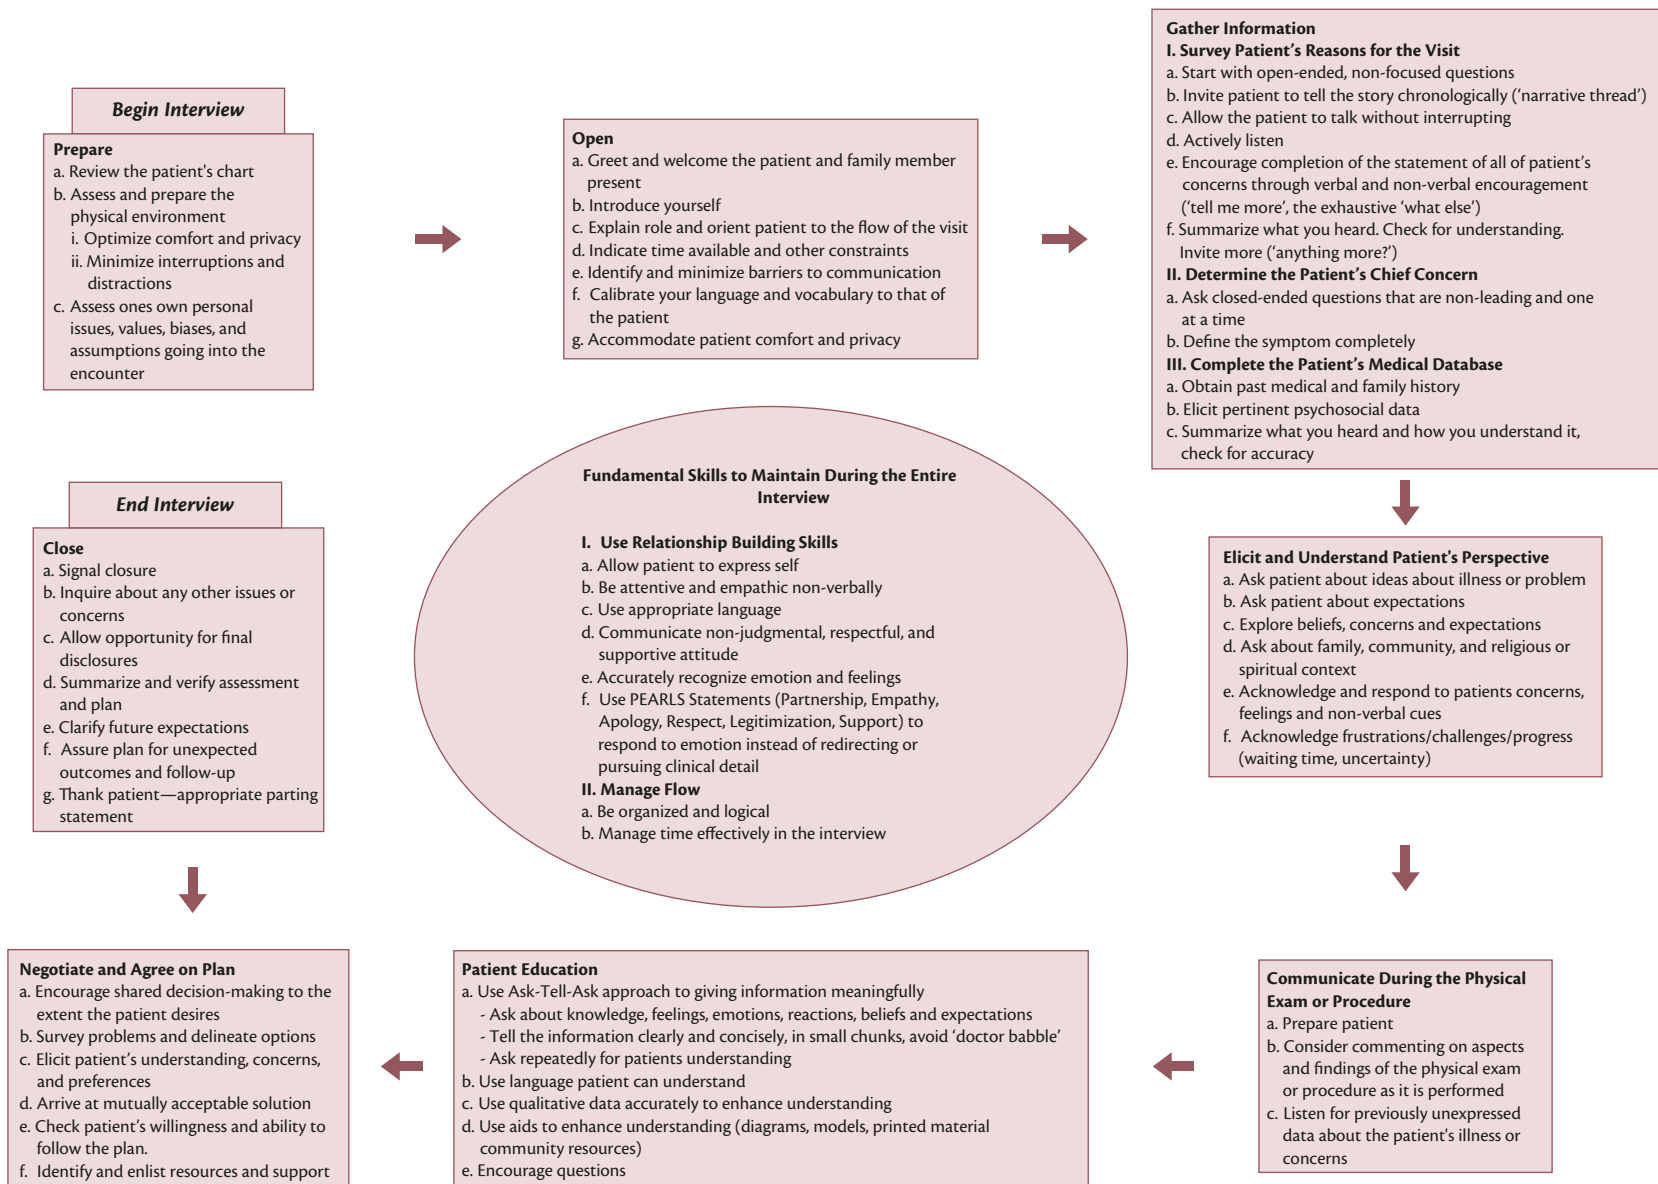 Begin Interview
Prepare
a. Review the patient's chart
b. Assess and prepare the
physical environment
i. Optimize comfort and privacy
ii. Minimize interruptions and
distractions
c. Assess ones own personal
issues, values, biases, and
assumptions going into the
encounter
Open
a. Greet and welcome the patient and family member
present
b. Introduce yourself
c. Explain role and orient patient to the flow of the visit
d. Indicate time available and other constraints
e. Identify and minimize barriers to communication
f. Calibrate your language and vocabulary to that of
the patient
g. Accommodate patient comfort and privacy
Gather Information
I. Survey Patient’s Reasons for the Visit
a. Start with open-ended, non-focused questions
b. Invite patient to tell the story chronologically (‘narrative thread’)
c. Allow the patient to talk without interrupting
d. Actively listen
e. Encourage completion of the statement of all of patient’s
concerns through verbal and non-verbal encouragement
(‘tell me more’, the exhaustive ‘what else’)
f. Summarize what you heard. Check for understanding.
Invite more (‘anything more?’)
II. Determine the Patient’s Chief Concern
a. Ask closed-ended questions that are non-leading and one
at a time
b. Define the symptom completely
III. Complete the Patient’s Medical Database
a. Obtain past medical and family history
b. Elicit pertinent psychosocial data
c. Summarize what you heard and how you understand it,
check for accuracy
Elicit and Understand Patient’s Perspective
a. Ask patient about ideas about illness or problem
b. Ask patient about expectations
c. Explore beliefs, concerns and expectations
d. Ask about family, community, and religious or
spiritual context
e. Acknowledge and respond to patients concerns,
feelings and non-verbal cues
f. Acknowledge frustrations/challenges/progress
(waiting time, uncertainty)
Communicate During the Physical
Exam or Procedure
a. Prepare patient
b. Consider commenting on aspects
and findings of the physical exam
or procedure as it is performed
c. Listen for previously unexpressed
data about the patient's illness or
concerns
Patient Education
a. Use Ask-Tell-Ask approach to giving information meaningfully
- Ask about knowledge, feelings, emotions, reactions, beliefs and expectations
- Tell the information clearly and concisely, in small chunks, avoid ‘doctor babble’
- Ask repeatedly for patients understanding
b. Use language patient can understand
c. Use qualitative data accurately to enhance understanding
d. Use aids to enhance understanding (diagrams, models, printed material
community resources)
e. Encourage questions
Negotiate and Agree on Plan
a. Encourage shared decision-making to the
extent the patient desires
b. Survey problems and delineate options
c. Elicit patient’s understanding, concerns,
and preferences
d. Arrive at mutually acceptable solution
e. Check patient’s willingness and ability to
follow the plan.
f. Identify and enlist resources and support
End Interview
Close
a. Signal closure
b. Inquire about any other issues or
concerns
c. Allow opportunity for final
disclosures
d. Summarize and verify assessment
and plan
e. Clarify future expectations
f. Assure plan for unexpected
outcomes and follow-up
g. Thank patient—appropriate parting
statement
Fundamental Skills to Maintain During the Entire
Interview
I. Use Relationship Building Skills
a. Allow patient to express self
b. Be attentive and empathic non-verbally
c. Use appropriate language
d. Communicate non-judgmental, respectful, and
supportive attitude
e. Accurately recognize emotion and feelings
f. Use PEARLS Statements (Partnership, Empathy,
Apology, Respect, Legitimization, Support) to
respond to emotion instead of redirecting or
pursuing clinical detail
II. Manage Flow
a. Be organized and logical
b. Manage time effectively in the interview